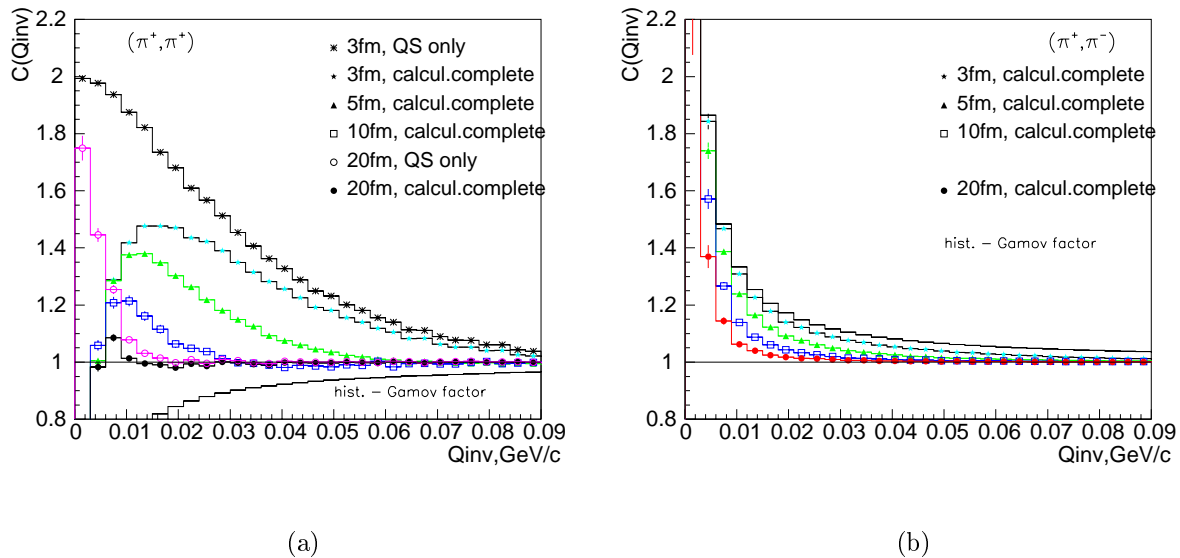 C(Qinv)
2.2
2
1.8
1.6
1.4
1.2
1
0.8
(π+,π+)
3fm, QS only
3fm, calcul.complete
5fm, calcul.complete
10fm, calcul.complete
20fm, QS only
20fm, calcul.complete
hist. – Gamov factor
0 0.01 0.02 0.03 0.04 0.05 0.06 0.07 0.08 0.09
Qinv,GeV/c
(a)
C(Qinv)
2.2
2
1.8
1.6
1.4
1.2
1
0.8
(π+,π−)
3fm, calcul.complete
5fm, calcul.complete
10fm, calcul.complete
20fm, calcul.complete
hist. – Gamov factor
0 0.01 0.02 0.03 0.04 0.05 0.06 0.07 0.08 0.09
Qinv,GeV/c
(b)